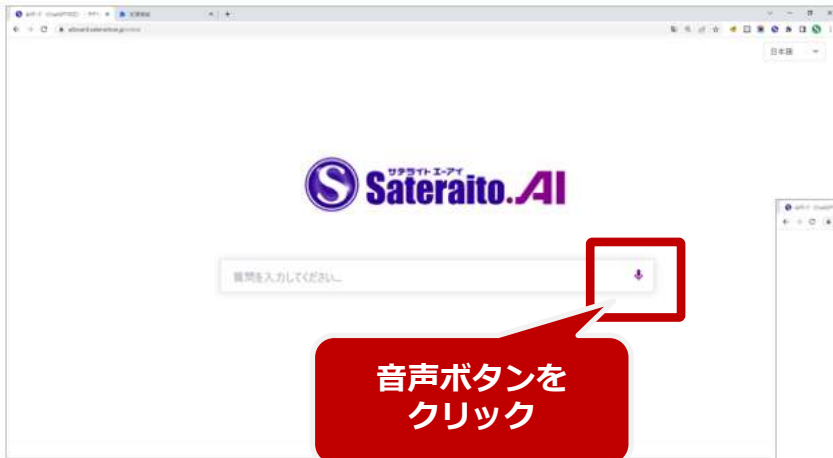 日本語
サテライト エーアイ
Sateraito.AI
質問を入力してください...
音声ボタンを
クリック